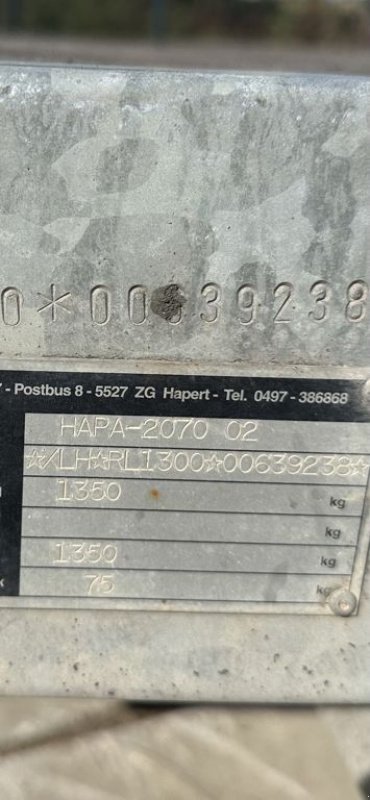 0*00639238
- Postbus 8 - 5527 ZG Hapert - Tel. 0497 - 386868
HAPA-2070 02
*XLH*RL1300*00639238*
1350 kg
kg
1350 kg
75 kg